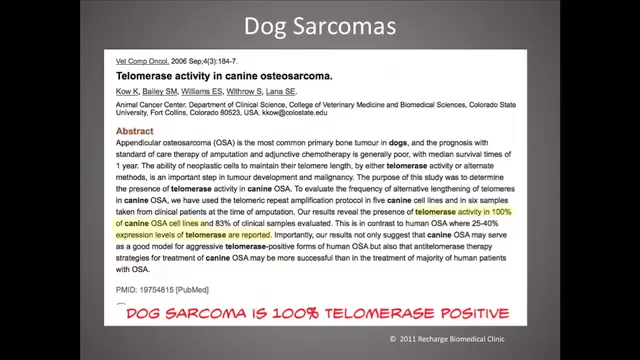 Dog Sarcomas
Vet Comp Oncol. 2006 Sep;4(3):184-7.
Telomerase activity in canine osteosarcoma.
Kow K, Bailey SM, Williams ES, Withrow S, Lana SE.
Animal Cancer Center, Department of Clinical Science, College of Veterinary Medicine and Biomedical Sciences, Colorado State
University, Fort Collins, Colorado 80523, USA. kkow@colostate.edu
Abstract
Appendicular osteosarcoma (OSA) is the most common primary bone tumour in dogs, and the prognosis with
standard of care therapy of amputation and adjunctive chemotherapy is generally poor, with median survival times of
1 year. The ability of neoplastic cells to maintain their telomere length, by either telomerase activity or alternate
methods, is an important step in tumour development and malignancy. The purpose of this study was to determine
the presence of telomerase activity in canine OSA. To evaluate the frequency of alternative lengthening of telomeres
in canine OSA, we have used the telomeric repeat amplification protocol in five canine cell lines and in six samples
taken from clinical patients at the time of amputation. Our results reveal the presence of telomerase activity in 100%
of canine OSA cell lines and 83% of clinical samples evaluated. This is in contrast to human OSA where 25-40%
expression levels of telomerase are reported. Importantly, our results not only suggest that canine OSA may serve
as a good model for aggressive telomerase-positive forms of human OSA but also that antitelomerase therapy
strategies for treatment of canine OSA may be more successful than in the treatment of majority of human patients
with OSA.
PMID: 19754815 [PubMed]
DOG SARCOMA IS 100% TELOMERASE POSITIVE
© 2011 Recharge Biomedical Clinic